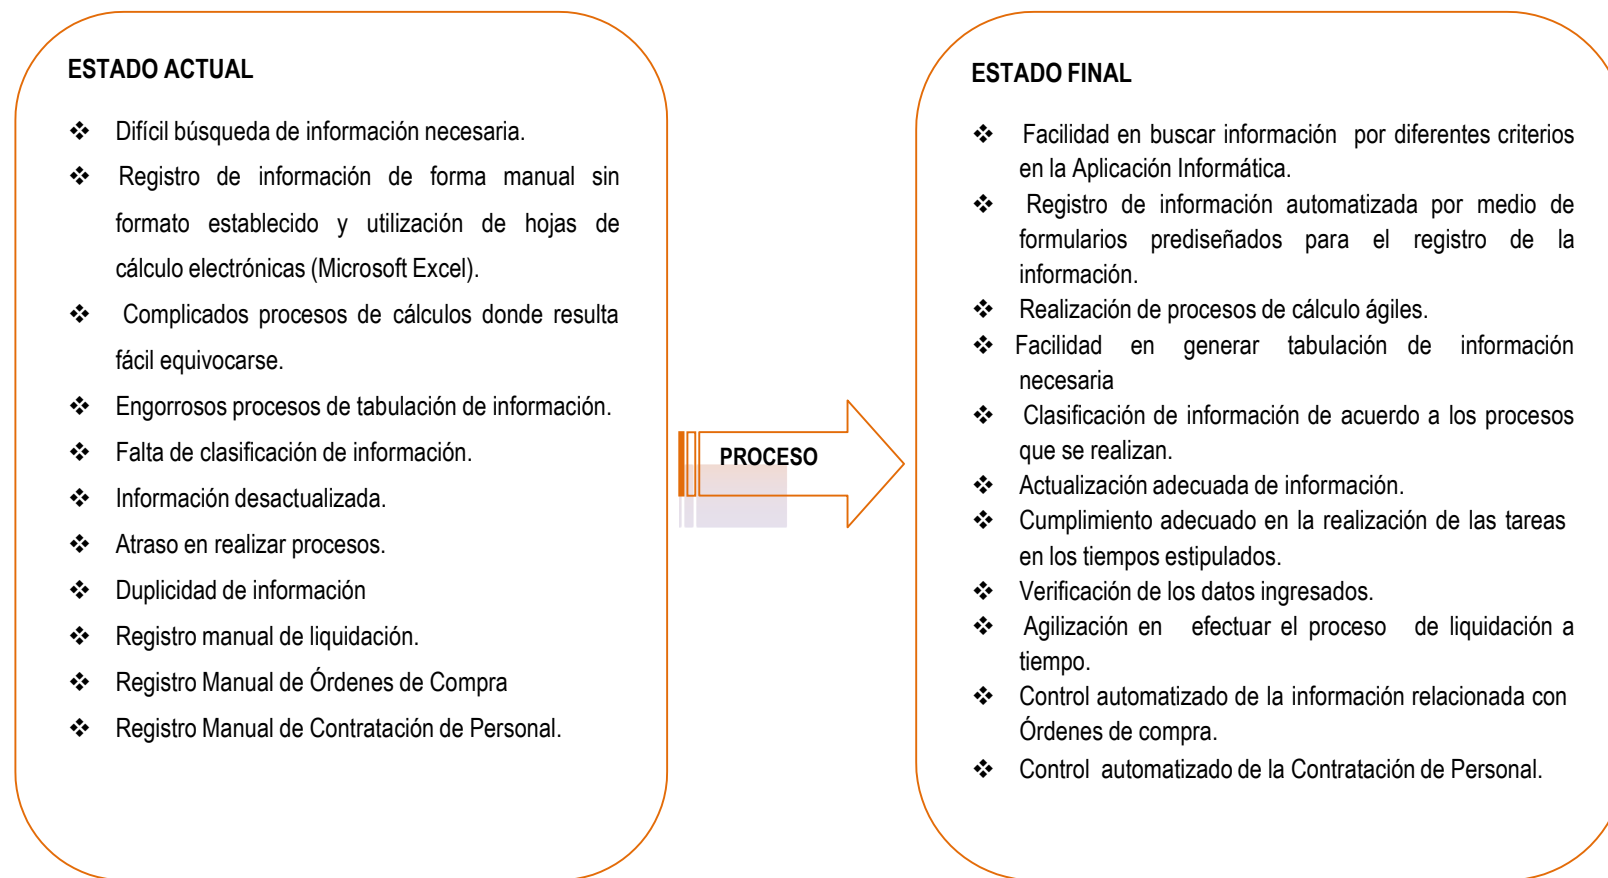 ESTADO ACTUAL
❖ Difícil búsqueda de información necesaria.
❖ Registro de información de forma manual sin
formato establecido y utilización de hojas de
cálculo electrónicas (Microsoft Excel).
❖ Complicados procesos de cálculos donde resulta
fácil equivocarse.
❖ Engorrosos procesos de tabulación de información.
❖ Falta de clasificación de información.
❖ Información desactualizada.
❖ Atraso en realizar procesos.
❖ Duplicidad de información
❖ Registro manual de liquidación.
❖ Registro Manual de Órdenes de Compra
❖ Registro Manual de Contratación de Personal.
PROCESO
ESTADO FINAL
❖ Facilidad en buscar información por diferentes criterios
en la Aplicación Informática.
❖ Registro de información automatizada por medio de
formularios prediseñados para el registro de la
información.
❖ Realización de procesos de cálculo ágiles.
❖ Facilidad en generar tabulación de información
necesaria
❖ Clasificación de información de acuerdo a los procesos
que se realizan.
❖ Actualización adecuada de información.
❖ Cumplimiento adecuado en la realización de las tareas
en los tiempos estipulados.
❖ Verificación de los datos ingresados.
❖ Agilización en efectuar el proceso de liquidación a
tiempo.
❖ Control automatizado de la información relacionada con
Órdenes de compra.
❖ Control automatizado de la Contratación de Personal.